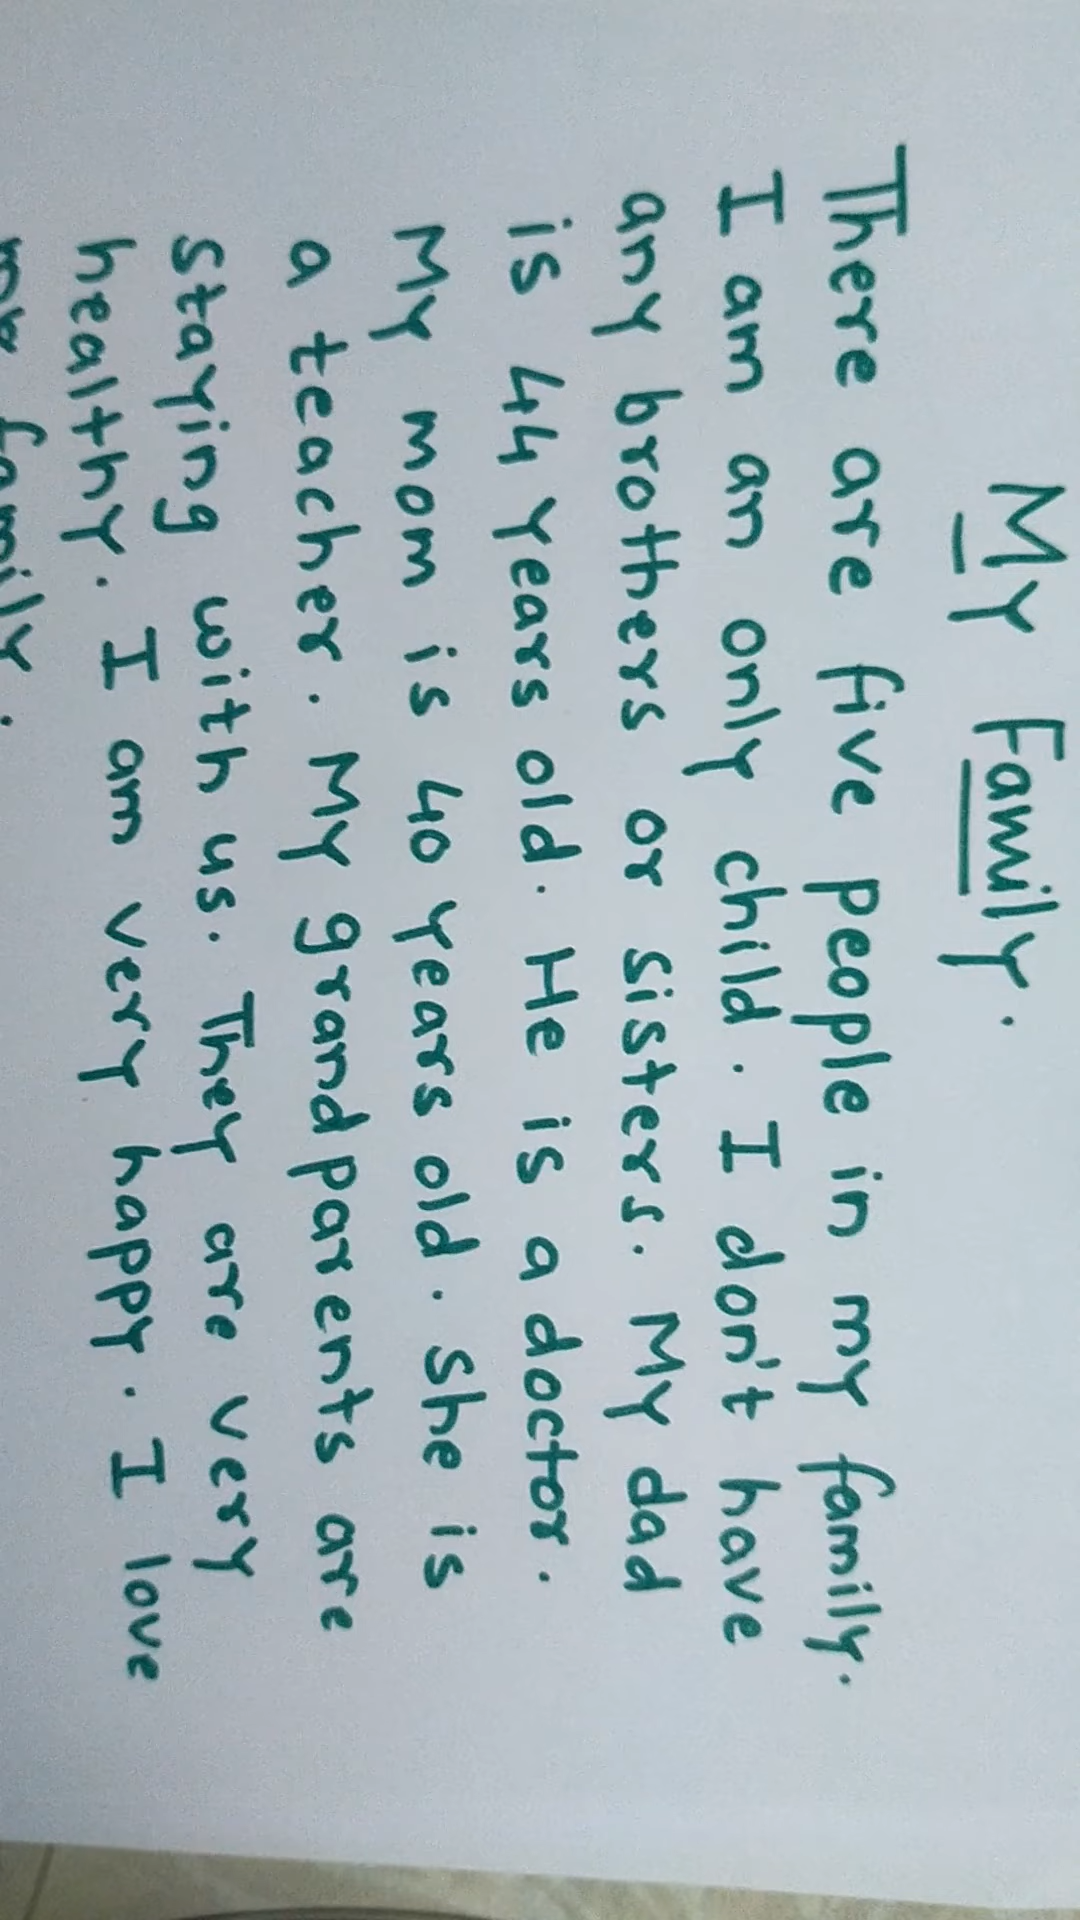 My Family.
There are five people in my family.
I am an only child. I don't have
any brothers or sisters. My dad
is 44 years old. He is a doctor.
My mom is 40 years old. She is
a teacher. My grandparents are
staying with us. They are very
healthy. I am very happy. I love
my family.